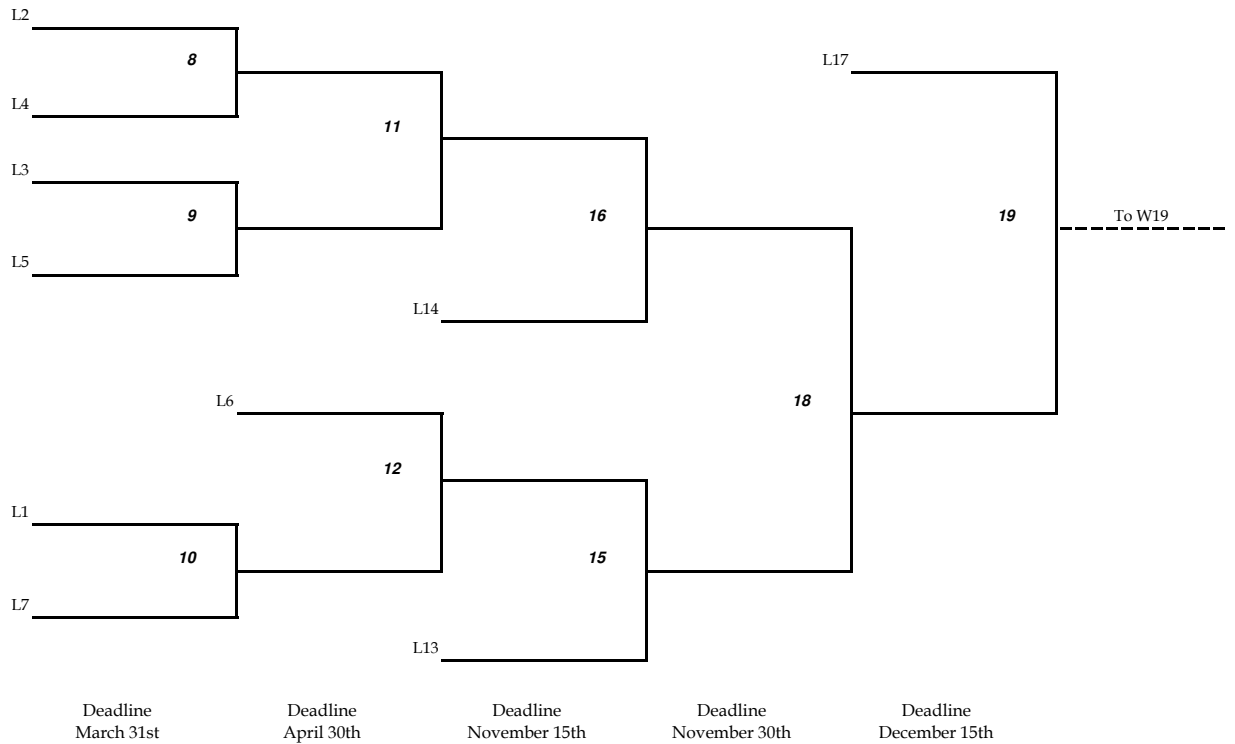 L2
8
L17
L4
11
L3
9
16
19
To W19
L5
L14
L6
18
12
L1
10
15
L7
L13
Deadline
March 31st
Deadline
April 30th
Deadline
November 15th
Deadline
November 30th
Deadline
December 15th